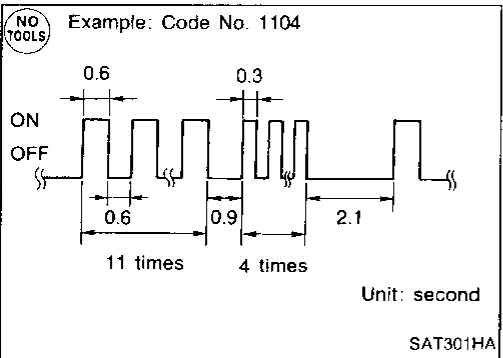 NO TOOLS
Example: Code No. 1104
0.6
0.3
ON
OFF
0.6
0.9
2.1
11 times
4 times
Unit: second
SAT301HA